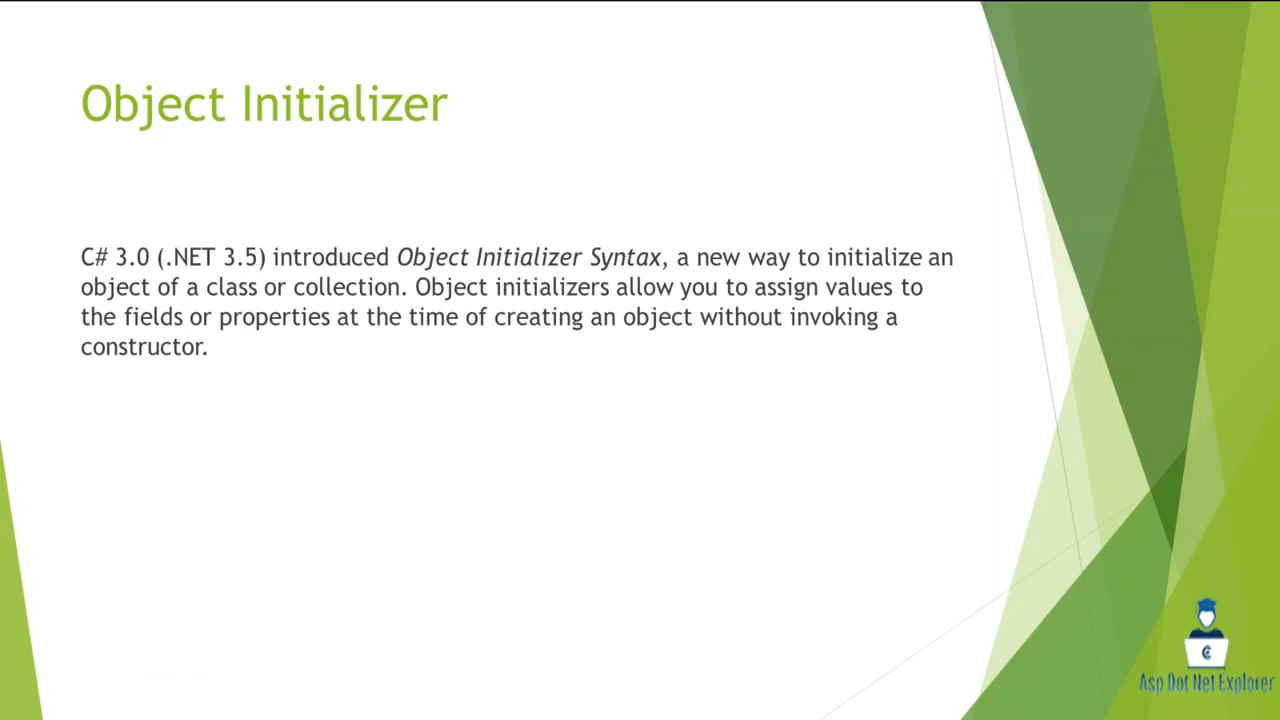 Object Initializer
C# 3.0 (.NET 3.5) introduced Object Initializer Syntax, a new way to initialize an
object of a class or collection. Object initializers allow you to assign values to
the fields or properties at the time of creating an object without invoking a
constructor.
Asp Dot Net Explorer